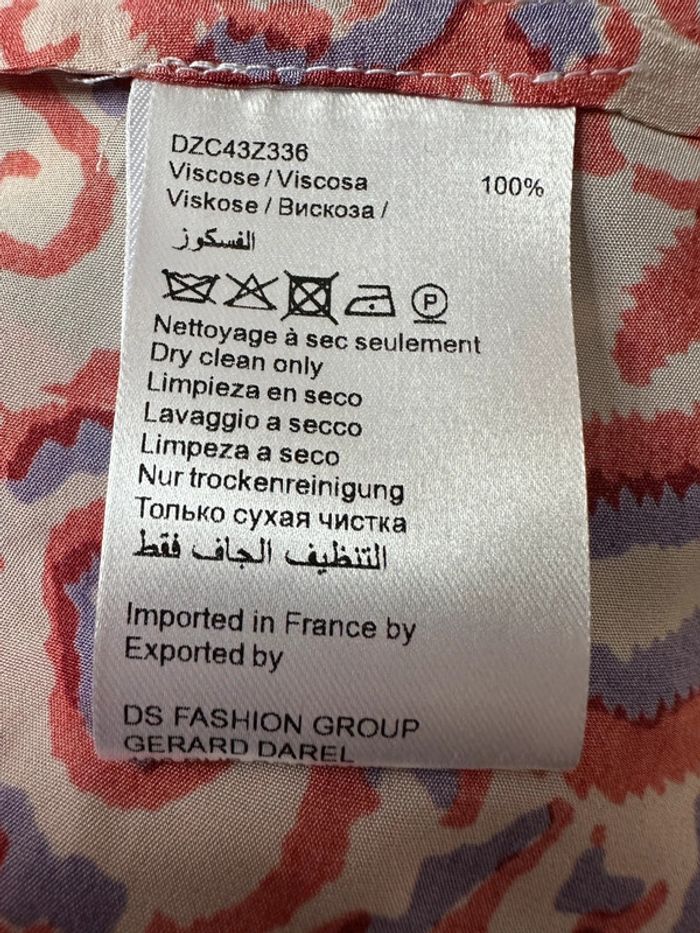 DZC43Z336
Viscose / Viscosa 100%
Viskose / Вискоза /
الفسكوز
P
Nettoyage à sec seulement
Dry clean only
Limpieza en seco
Lavaggio a secco
Limpeza a seco
Nur trockenreinigung
Только сухая чистка
التنظيف الجاف فقط
Imported in France by
Exported by
DS FASHION GROUP
GERARD DAREL